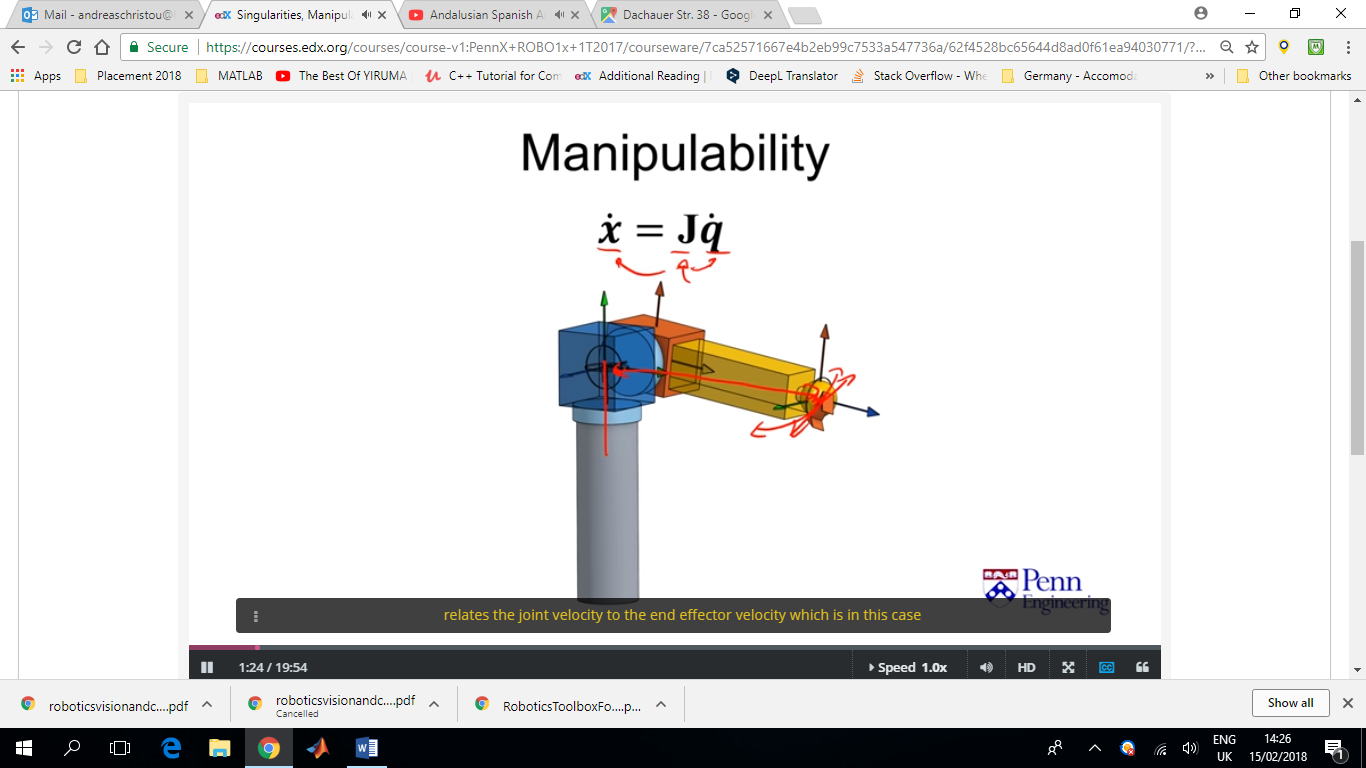 Mail - andreaschristou@
Singularities, Manipul
Andalusian Spanish A
Dachauer Str. 38 - Goog
Secure
https://courses.edx.org/courses/course-v1:PennX+ROBO1x+1T2017/courseware/7ca52571667e4b2eb99c7533a547736a/62f4528bc65644d8ad0f61ea94030771/?...
Apps
Placement 2018
MATLAB
The Best Of YIRUMA
C++ Tutorial for Com
Additional Reading |
DeepL Translator
Stack Overflow - Whe
Germany - Accomoda
»
Other bookmarks
Manipulability
ẋ = Jq̇
Penn
Engineering
relates the joint velocity to the end effector velocity which is in this case
1:24 / 19:54
Speed 1.0x
HD
CC
roboticsvisionandc....pdf
roboticsvisionandc....pdf
Cancelled
RoboticsToolboxFo....p...
Show all
ENG
UK
14:26
15/02/2018
1